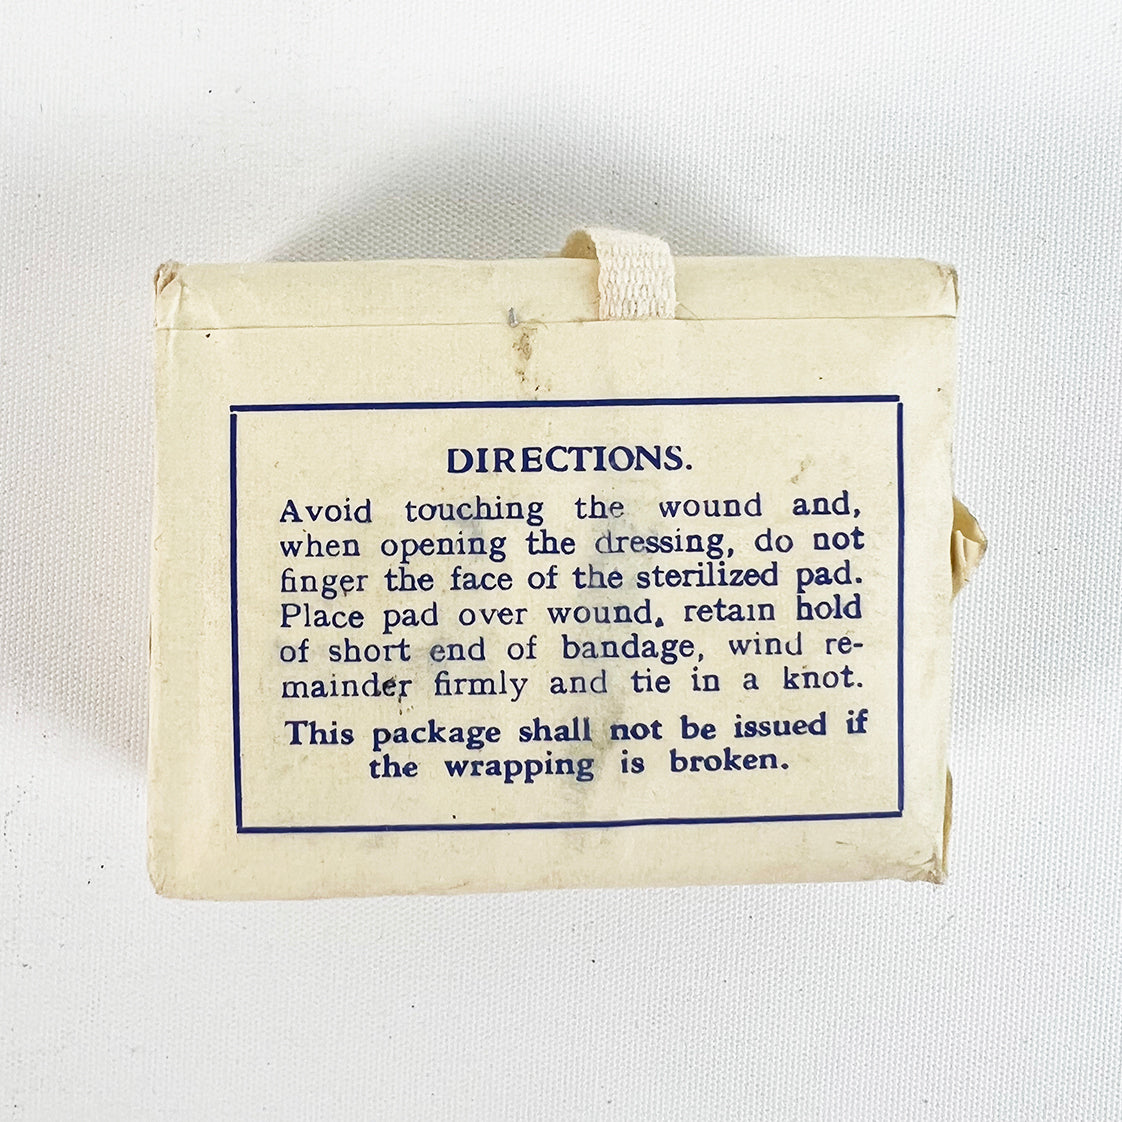 DIRECTIONS.
Avoid touching the wound and,
when opening the dressing, do not
finger the face of the sterilized pad.
Place pad over wound, retain hold
of short end of bandage, wind re-
mainder firmly and tie in a knot.
This package shall not be issued if
the wrapping is broken.